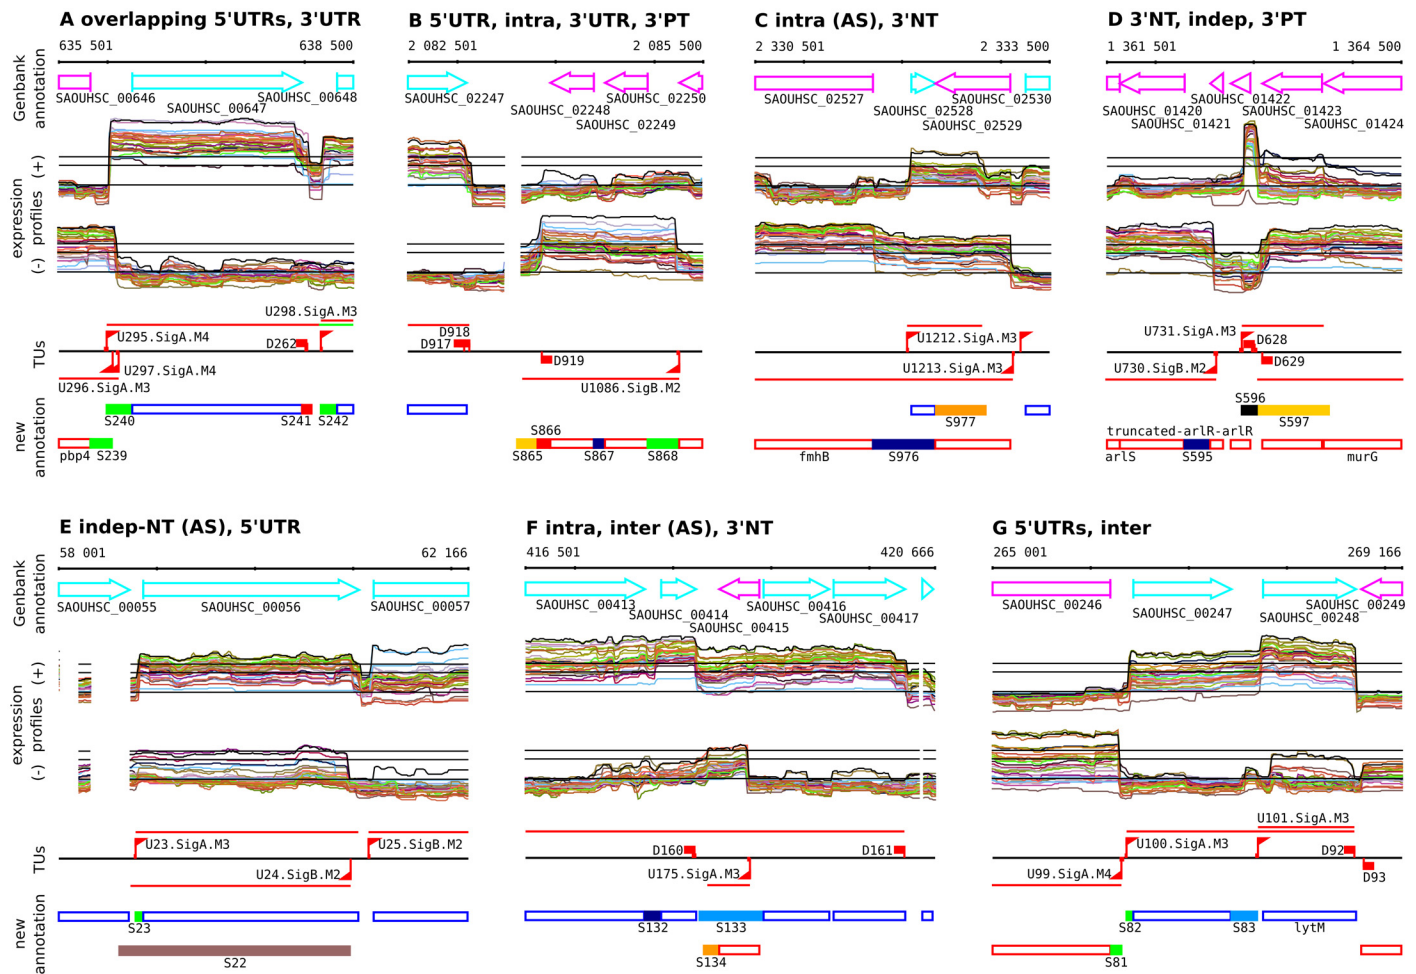 A overlapping 5'UTRs, 3'UTR
635 501 638 500
Genbank annotation
SAOUHSC_00646 SAOUHSC_00648
SAOUHSC_00647
expression profiles (-) (+)
U298.SigA.M3
U295.SigA.M4 D262
U297.SigA.M4
U296.SigA.M3
TUs
new annotation
S240 S241 S242
pbp4 S239
B 5'UTR, intra, 3'UTR, 3'PT
2 082 501 2 085 500
SAOUHSC_02247 SAOUHSC_02250
SAOUHSC_02248
SAOUHSC_02249
D918
D917
D919
U1086.SigB.M2
S866
S865 S867 S868
C intra (AS), 3'NT
2 330 501 2 333 500
SAOUHSC_02527 SAOUHSC_02530
SAOUHSC_02528
SAOUHSC_02529
U1212.SigA.M3
U1213.SigA.M3
S977
fmhB S976
D 3'NT, indep, 3'PT
1 361 501 1 364 500
SAOUHSC_01422
SAOUHSC_01420 SAOUHSC_01423
SAOUHSC_01421 SAOUHSC_01424
U731.SigA.M3
D628
U730.SigB.M2 D629
S596
S597
truncated-arlR-arlR
arlS S595 murG
E indep-NT (AS), 5'UTR
58 001 62 166
Genbank annotation
SAOUHSC_00055 SAOUHSC_00056 SAOUHSC_00057
expression profiles (-) (+)
U23.SigA.M3 U25.SigB.M2
U24.SigB.M2
TUs
new annotation
S23
S22
F intra, inter (AS), 3'NT
416 501 420 666
SAOUHSC_00413 SAOUHSC_00416
SAOUHSC_00414 SAOUHSC_00417
SAOUHSC_00415
D160 D161
U175.SigA.M3
S132 S133
S134
G 5'UTRs, inter
265 001 269 166
SAOUHSC_00246 SAOUHSC_00249
SAOUHSC_00247 SAOUHSC_00248
U101.SigA.M3
U100.SigA.M3 D92
U99.SigA.M4 D93
S82 S83 lytM
S81